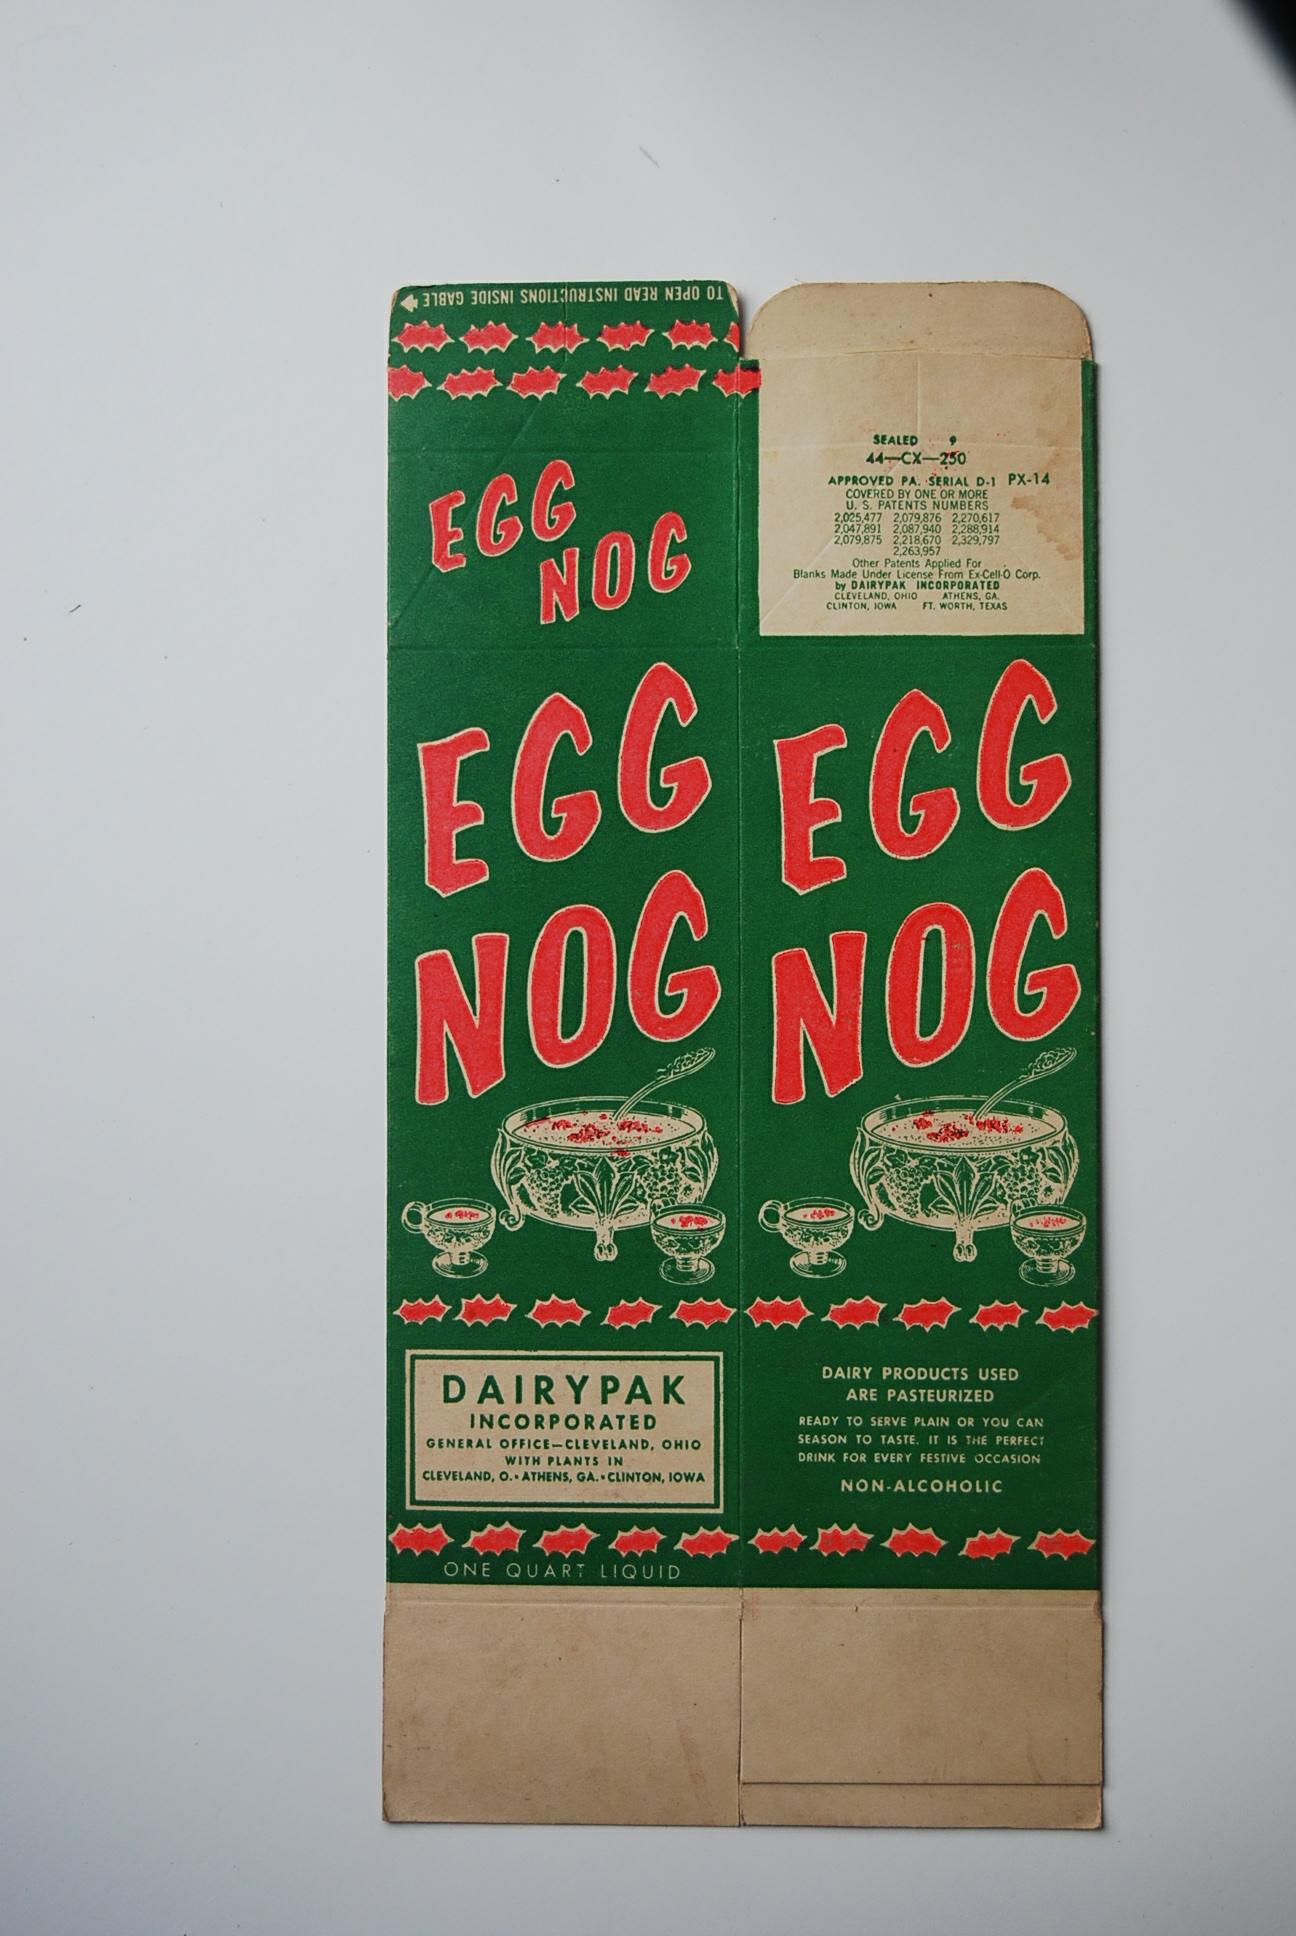 TO OPEN READ INSTRUCTIONS INSIDE GABLE
EGG
NOG
EGG
NOG
DAIRYPAK
INCORPORATED
GENERAL OFFICE—CLEVELAND, OHIO
WITH PLANTS IN
CLEVELAND, O. • ATHENS, GA. • CLINTON, IOWA
ONE QUART LIQUID
SEALED 9
44—CX—250
APPROVED PA. SERIAL D-1 PX-14
COVERED BY ONE OR MORE
U. S. PATENTS NUMBERS
2,025,477 2,079,876 2,270,617
2,047,891 2,087,940 2,288,914
2,079,875 2,218,670 2,329,797
2,263,957
Other Patents Applied For
Blanks Made Under License From Ex-Cell-O Corp.
by DAIRYPAK INCORPORATED
CLEVELAND, OHIO ATHENS, GA.
CLINTON, IOWA FT. WORTH, TEXAS
EGG
NOG
DAIRY PRODUCTS USED
ARE PASTEURIZED
READY TO SERVE PLAIN OR YOU CAN
SEASON TO TASTE. IT IS THE PERFECT
DRINK FOR EVERY FESTIVE OCCASION
NON-ALCOHOLIC